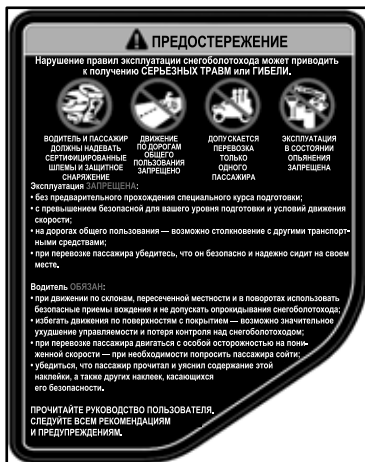 ПРЕДОСТЕРЕЖЕНИЕ
Нарушение правил эксплуатации снегоболотохода может приводить
к получению СЕРЬЕЗНЫХ ТРАВМ или ГИБЕЛИ.
ВОДИТЕЛЬ И ПАССАЖИР
ДОЛЖНЫ НАДЕВАТЬ
СЕРТИФИЦИРОВАННЫЕ
ШЛЕМЫ И ЗАЩИТНОЕ
СНАРЯЖЕНИЕ
ДВИЖЕНИЕ
ПО ДОРОГАМ
ОБЩЕГО
ПОЛЬЗОВАНИЯ
ЗАПРЕЩЕНО
ДОПУСКАЕТСЯ
ПЕРЕВОЗКА
ТОЛЬКО
ОДНОГО
ПАССАЖИРА
ЭКСПЛУАТАЦИЯ
В СОСТОЯНИИ
ОПЬЯНЕНИЯ
ЗАПРЕЩЕНА
Эксплуатация ЗАПРЕЩЕНА:
• без предварительного прохождения специального курса подготовки;
• с превышением безопасной для вашего уровня подготовки и условий движения
скорости;
• на дорогах общего пользования — возможно столкновение с другими транспорт-
ными средствами;
• при перевозке пассажира убедитесь, что он безопасно и надежно сидит на своем
месте.
Водитель ОБЯЗАН:
• при движении по склонам, пересеченной местности и в поворотах использовать
безопасные приемы вождения и не допускать опрокидывания снегоболотохода;
• избегать движения по поверхностям с покрытием — возможно значительное
ухудшение управляемости и потеря контроля над снегоболотоходом;
• при перевозке пассажира двигаться с особой осторожностью на пони-
женной скорости — при необходимости попросить пассажира сойти;
• убедиться, что пассажир прочитал и уяснил содержание этой
наклейки, а также других наклеек, касающихся
его безопасности.
ПРОЧИТАЙТЕ РУКОВОДСТВО ПОЛЬЗОВАТЕЛЯ.
СЛЕДУЙТЕ ВСЕМ РЕКОМЕНДАЦИЯМ
И ПРЕДУПРЕЖДЕНИЯМ.